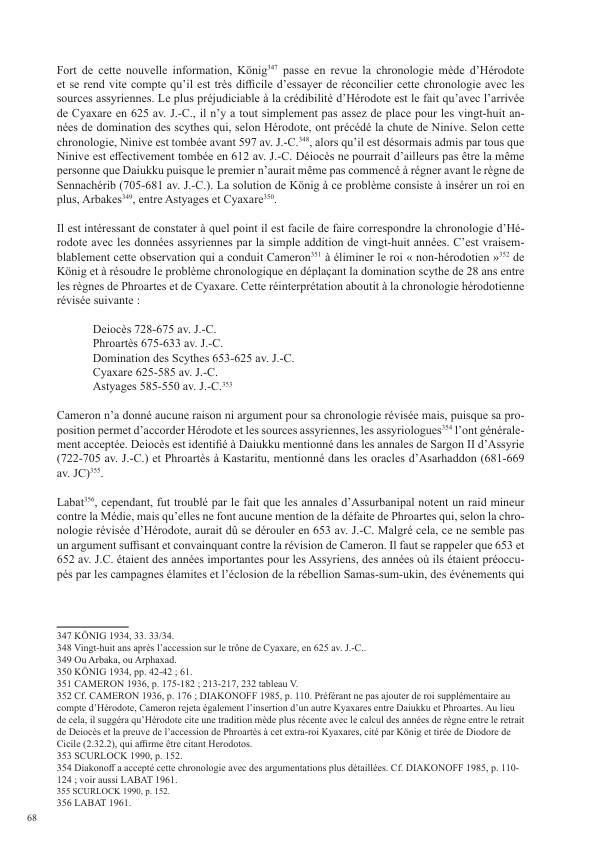 Fort de cette nouvelle information, König347 passe en revue la chronologie mède d’Hérodote
et se rend vite compte qu’il est très difficile d’essayer de réconcilier cette chronologie avec les
sources assyriennes. Le plus préjudiciable à la crédibilité d’Hérodote est le fait qu’avec l’arrivée
de Cyaxare en 625 av. J.-C., il n’y a tout simplement pas assez de place pour les vingt-huit an-
nées de domination des scythes qui, selon Hérodote, ont précédé la chute de Ninive. Selon cette
chronologie, Ninive est tombée avant 597 av. J.-C.348, alors qu’il est désormais admis par tous que
Ninive est effectivement tombée en 612 av. J.-C. Déiocès ne pourrait d’ailleurs pas être la même
personne que Daiukku puisque le premier n’aurait même pas commencé à régner avant le règne de
Sennachérib (705-681 av. J.-C.). La solution de König à ce problème consiste à insérer un roi en
plus, Arbakes349, entre Astyages et Cyaxare350.
Il est intéressant de constater à quel point il est facile de faire correspondre la chronologie d’Hé-
rodote avec les données assyriennes par la simple addition de vingt-huit années. C’est vraisem-
blablement cette observation qui a conduit Cameron351 à éliminer le roi « non-hérodotien »352 de
König et à résoudre le problème chronologique en déplaçant la domination scythe de 28 ans entre
les règnes de Phroartes et de Cyaxare. Cette réinterprétation aboutit à la chronologie hérodotienne
révisée suivante :
Deiocès 728-675 av. J.-C.
Phroartès 675-633 av. J.-C.
Domination des Scythes 653-625 av. J.-C.
Cyaxare 625-585 av. J.-C.
Astyages 585-550 av. J.-C.353
Cameron n’a donné aucune raison ni argument pour sa chronologie révisée mais, puisque sa pro-
position permet d’accorder Hérodote et les sources assyriennes, les assyriologues354 l’ont générale-
ment acceptée. Deiocès est identifié à Daiukku mentionné dans les annales de Sargon II d’Assyrie
(722-705 av. J.-C.) et Phroartès à Kastaritu, mentionné dans les oracles d’Asarhaddon (681-669
av. JC)355.
Labat356, cependant, fut troublé par le fait que les annales d’Assurbanipal notent un raid mineur
contre la Médie, mais qu’elles ne font aucune mention de la défaite de Phroartes qui, selon la chro-
nologie révisée d’Hérodote, aurait dû se dérouler en 653 av. J.-C. Malgré cela, ce ne semble pas
un argument suffisant et convainquant contre la révision de Cameron. Il faut se rappeler que 653 et
652 av. J.C. étaient des années importantes pour les Assyriens, des années où ils étaient préoccu-
pés par les campagnes élamites et l’éclosion de la rébellion Samas-sum-ukin, des événements qui
347 KÖNIG 1934, 33. 33/34.
348 Vingt-huit ans après l’accession sur le trône de Cyaxare, en 625 av. J.-C..
349 Ou Arbaka, ou Arphaxad.
350 KÖNIG 1934, pp. 42-42 ; 61.
351 CAMERON 1936, p. 175-182 ; 213-217, 232 tableau V.
352 Cf. CAMERON 1936, p. 176 ; DIAKONOFF 1985, p. 110. Préférant ne pas ajouter de roi supplémentaire au
compte d’Hérodote, Cameron rejeta également l’insertion d’un autre Kyaxares entre Daiukku et Phroartes. Au lieu
de cela, il suggéra qu’Hérodote cite une tradition mède plus récente avec le calcul des années de règne entre le retrait
de Deiocès et la preuve de l’accession de Phroartès à cet extra-roi Kyaxares, cité par König et tirée de Diodore de
Cicile (2.32.2), qui affirme être citant Herodotos.
353 SCURLOCK 1990, p. 152.
354 Diakonoff a accepté cette chronologie avec des argumentations plus détaillées. Cf. DIAKONOFF 1985, p. 110-
124 ; voir aussi LABAT 1961.
355 SCURLOCK 1990, p. 152.
356 LABAT 1961.
68